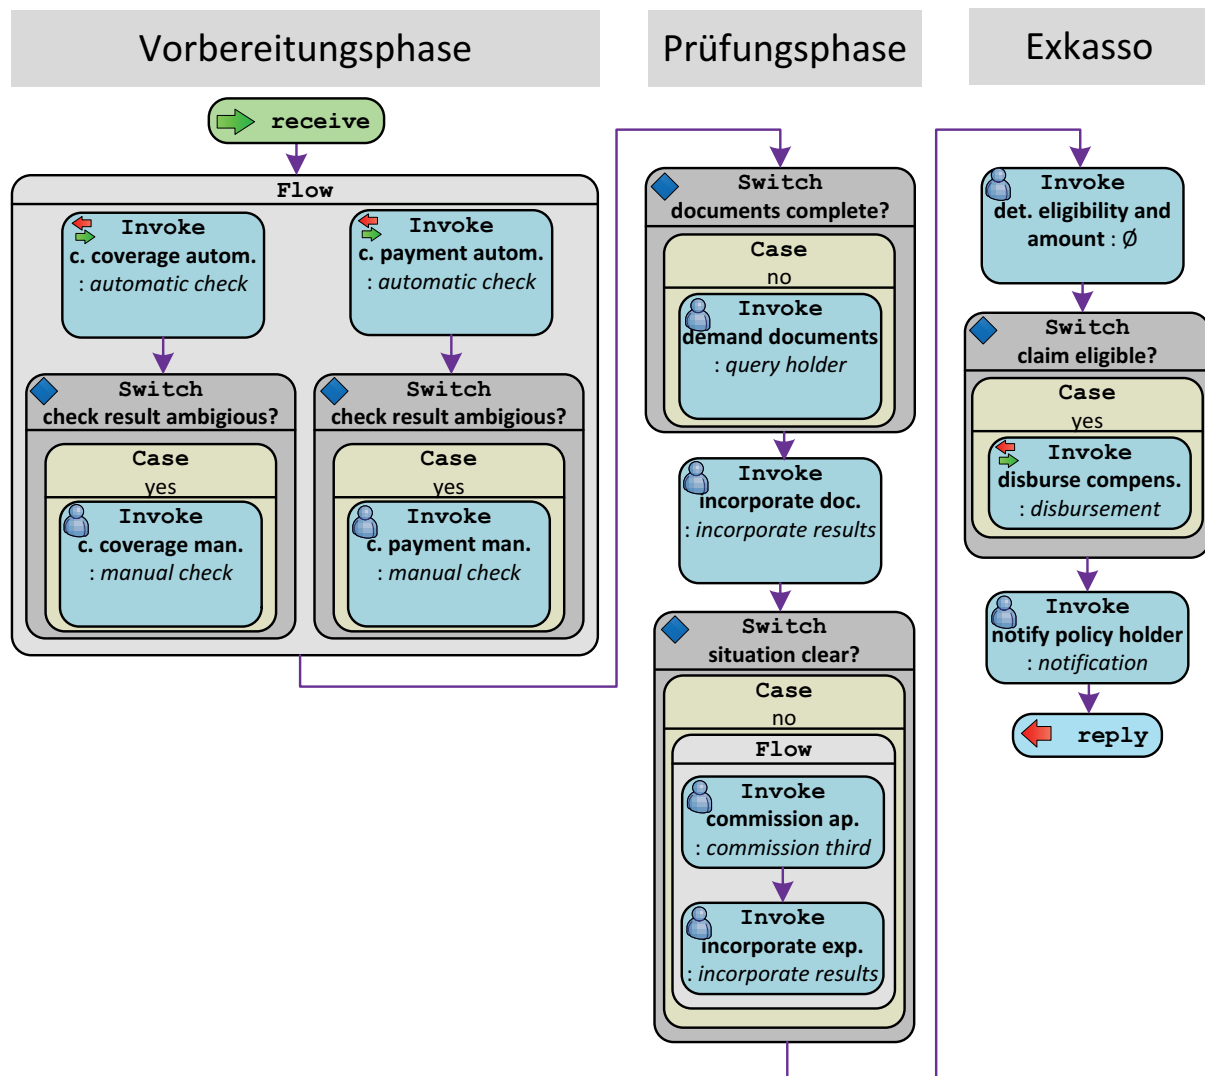 Vorbereitungsphase
receive
Flow
Invoke
c. coverage autom.
: automatic check
Invoke
c. payment autom.
: automatic check
Switch
check result ambigious?
Case
yes
Invoke
c. coverage man.
: manual check
Switch
check result ambigious?
Case
yes
Invoke
c. payment man.
: manual check
Prüfungsphase
Switch
documents complete?
Case
no
Invoke
demand documents
: query holder
Invoke
incorporate doc.
: incorporate results
Switch
situation clear?
Case
no
Flow
Invoke
commission ap.
: commission third
Invoke
incorporate exp.
: incorporate results
Exkasso
Invoke
det. eligibility and
amount : Ø
Switch
claim eligible?
Case
yes
Invoke
disburse compens.
: disbursement
Invoke
notify policy holder
: notification
reply